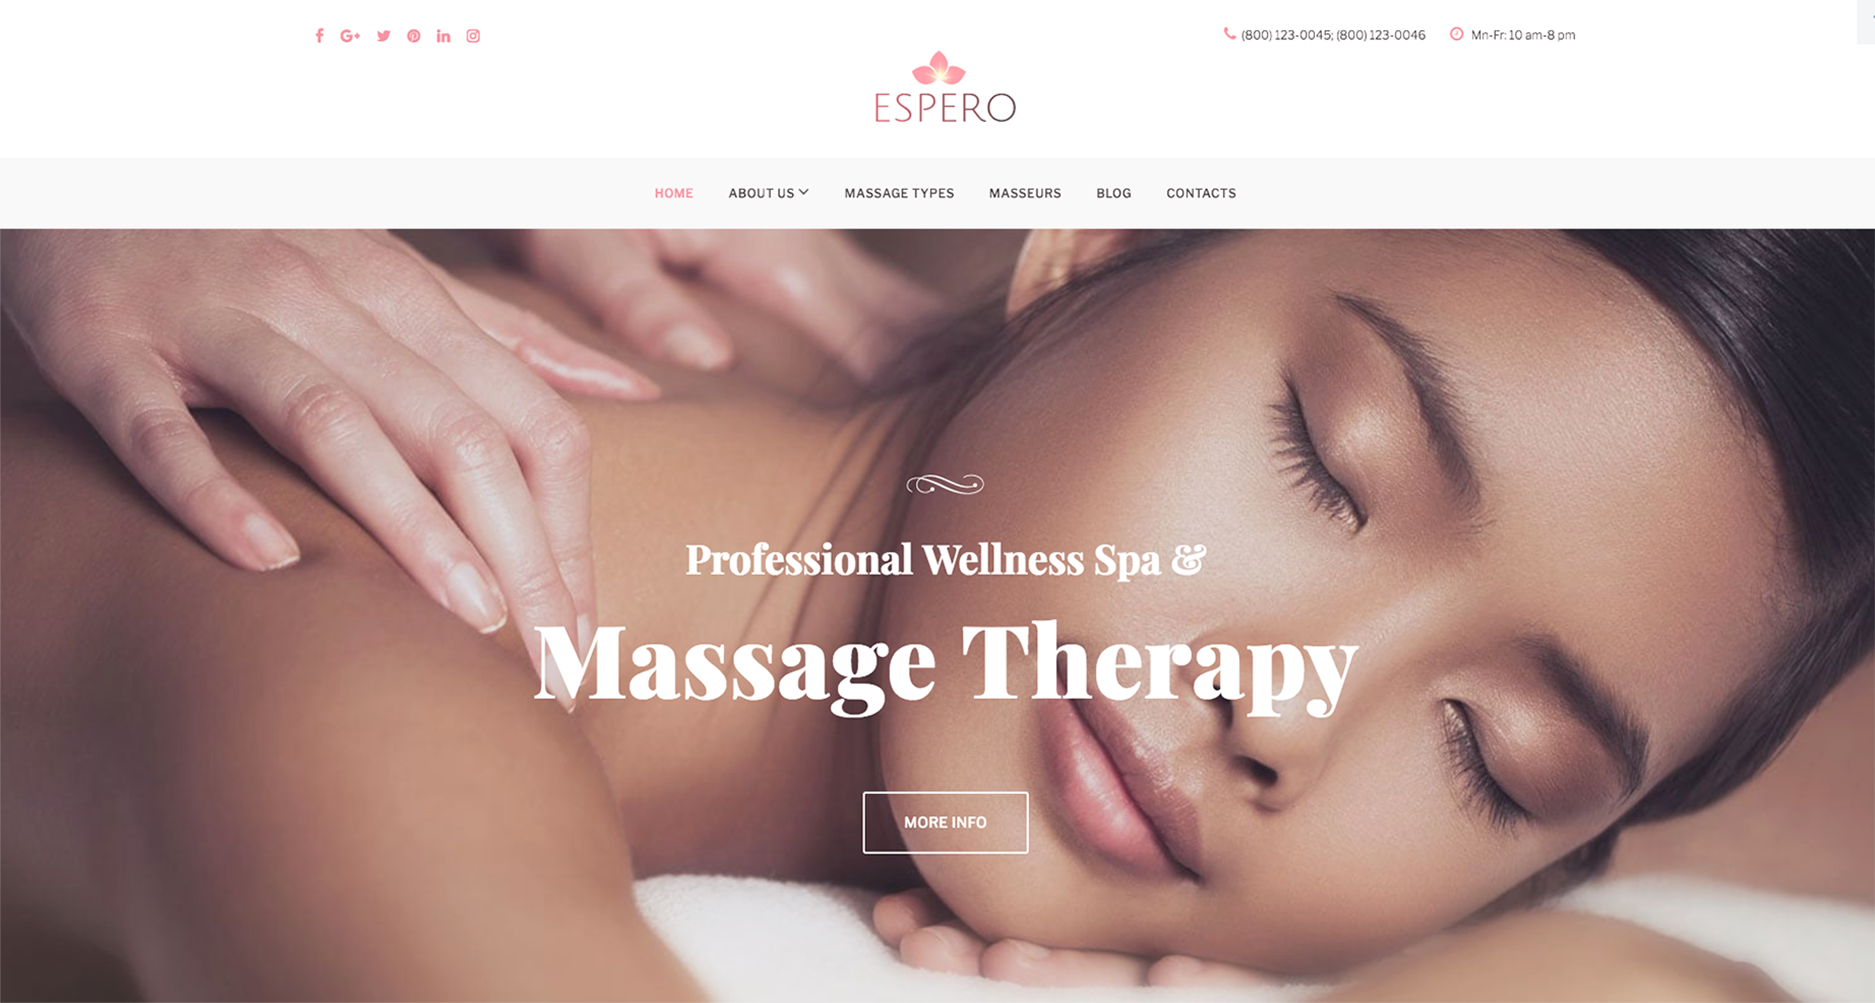 (800) 123-0045; (800) 123-0046 Mn-Fr: 10 am-8 pm
ESPERO
HOME ABOUT US MASSAGE TYPES MASSEURS BLOG CONTACTS
Professional Wellness Spa &
Massage Therapy
MORE INFO